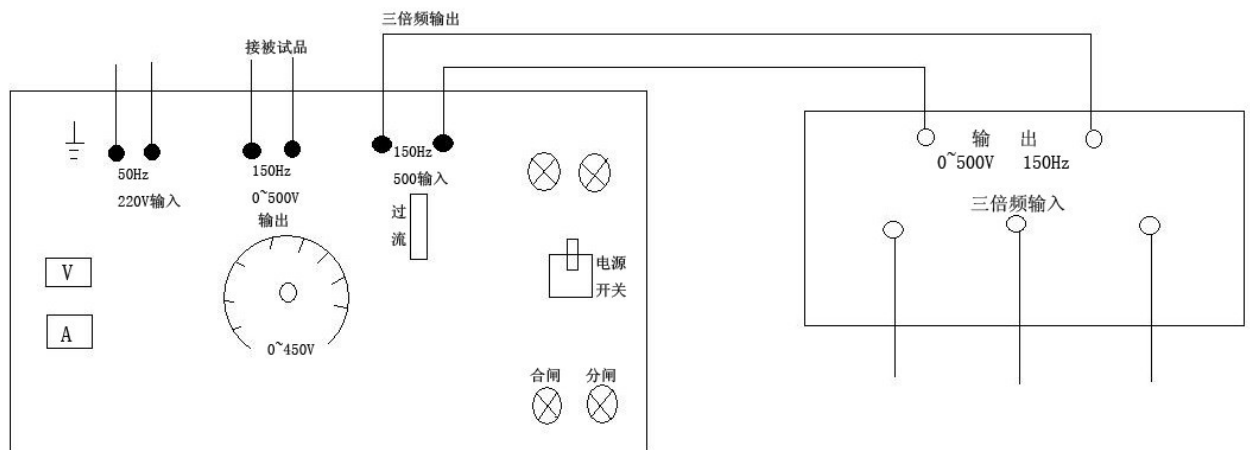 三倍频输出
接被试品
50Hz
220V输入
150Hz
0~500V
输出
150Hz
500输入
过
流
V
A
0~450V
电源
开关
合闸
分闸
输 出
0~500V 150Hz
三倍频输入